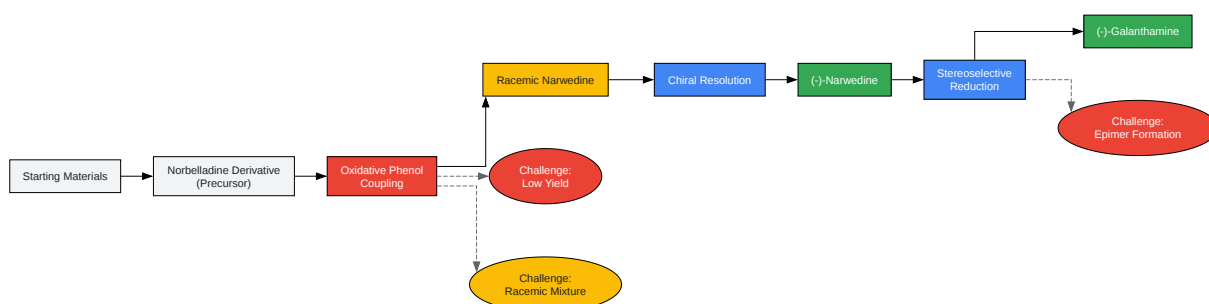 Starting Materials
Norbelladine Derivative
(Precursor)
Oxidative Phenol
Coupling
Racemic Narwedine
Challenge:
Low Yield
Challenge:
Racemic Mixture
Chiral Resolution
(-)-Narwedine
Stereoselective
Reduction
(-)-Galanthamine
Challenge:
Epimer Formation